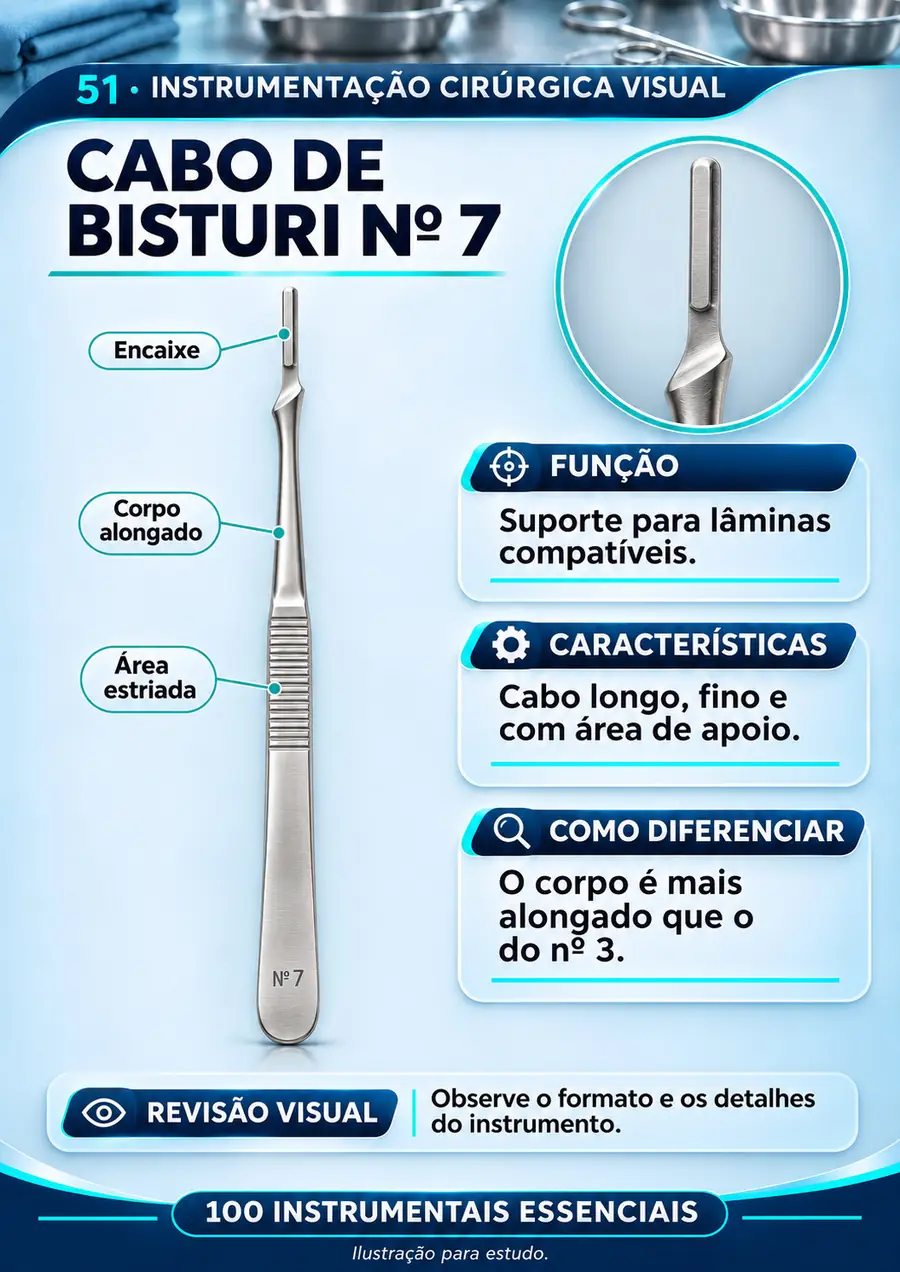 51 · INSTRUMENTAÇÃO CIRÚRGICA VISUAL
CABO DE
BISTURI Nº 7
Encaixe
Corpo
alongado
Área
estriada
Nº 7
FUNÇÃO
Suporte para lâminas
compatíveis.
CARACTERÍSTICAS
Cabo longo, fino e
com área de apoio.
COMO DIFERENCIAR
O corpo é mais
alongado que o
do nº 3.
REVISÃO VISUAL
Observe o formato e os detalhes
do instrumento.
100 INSTRUMENTAIS ESSENCIAIS
Ilustração para estudo.